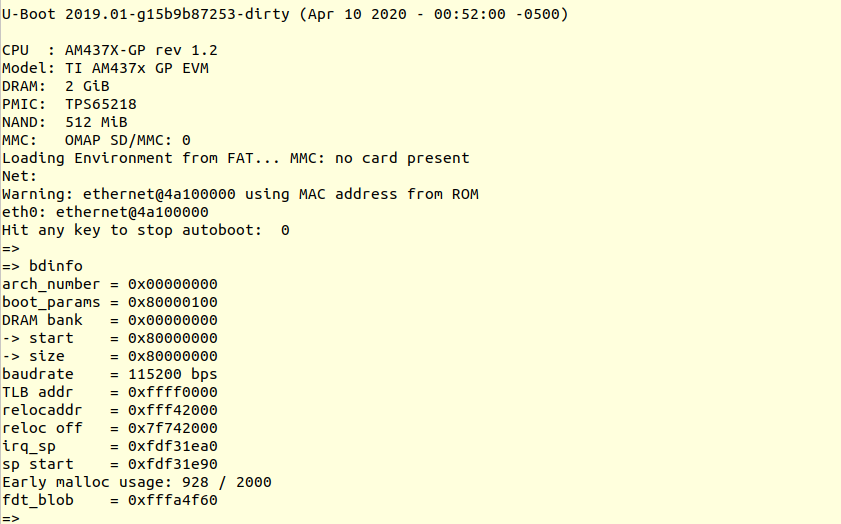 U-Boot 2019.01-g15b9b87253-dirty (Apr 10 2020 - 00:52:00 -0500)

CPU  : AM437X-GP rev 1.2
Model: TI AM437x GP EVM
DRAM:  2 GiB
PMIC:  TPS65218
NAND:  512 MiB
MMC:   OMAP SD/MMC: 0
Loading Environment from FAT... MMC: no card present
Net:
Warning: ethernet@4a100000 using MAC address from ROM
eth0: ethernet@4a100000
Hit any key to stop autoboot:  0
=>
=> bdinfo
arch_number = 0x00000000
boot_params = 0x80000100
DRAM bank   = 0x00000000
-> start    = 0x80000000
-> size     = 0x80000000
baudrate    = 115200 bps
TLB addr    = 0xffff0000
relocaddr   = 0xfff42000
reloc off   = 0x7f742000
irq_sp      = 0xfdf31ea0
sp start    = 0xfdf31e90
Early malloc usage: 928 / 2000
fdt_blob    = 0xfffa4f60
=>